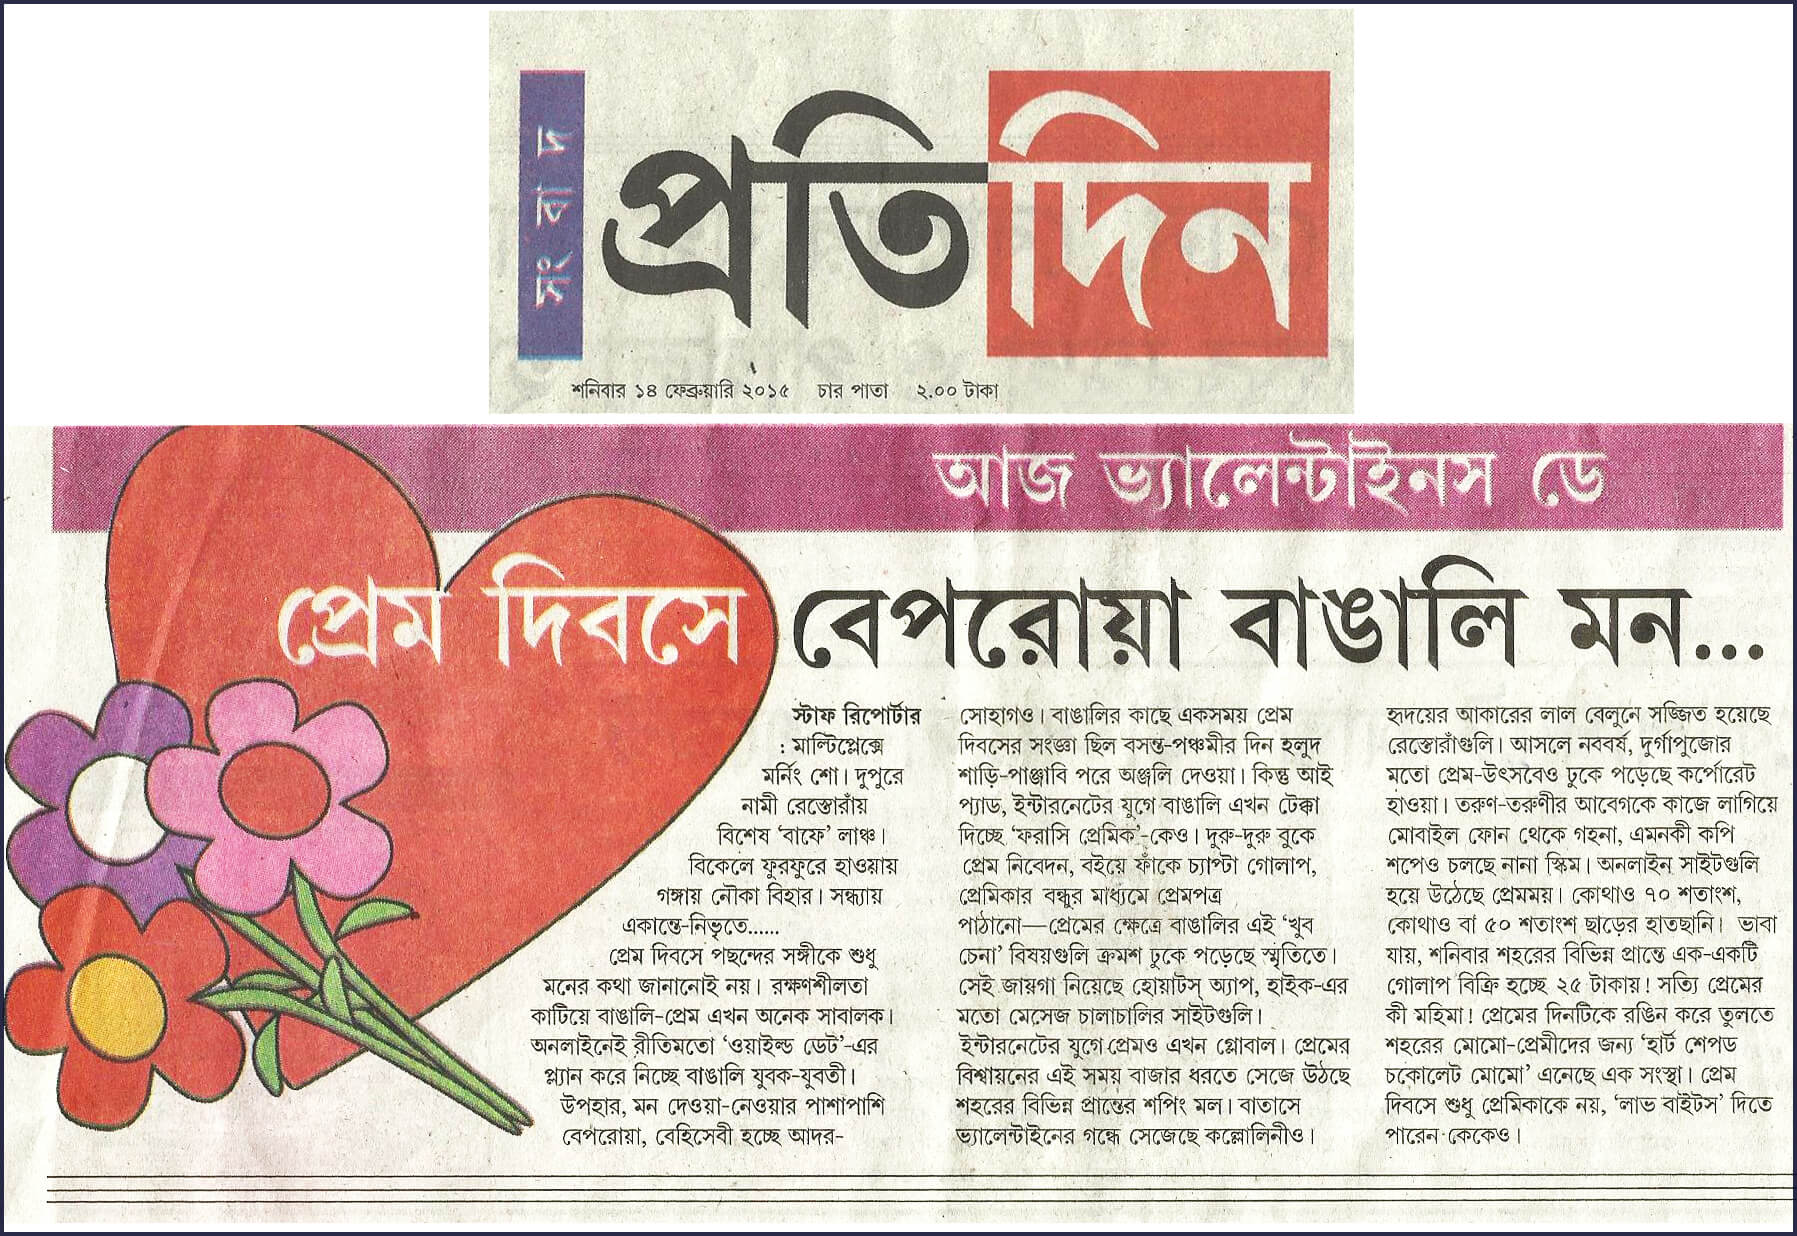 সংবাদ
প্রতিদিন
শনিবার ১৪ ফেব্রুয়ারি ২০১৫ চার পাতা ২.০০ টাকা
আজ ভ্যালেন্টাইনস ডে
প্রেম দিবসে বেপরোয়া বাঙালি মন...
স্টাফ রিপোর্টার
: মাল্টিপ্লেক্সে
মর্নিং শো। দুপুরে
নামী রেস্তোরাঁয়
বিশেষ ‘বাফে’ লাঞ্চ।
বিকেলে ফুরফুরে হাওয়ায়
গঙ্গায় নৌকা বিহার। সন্ধ্যায়
একান্তে-নিভৃতে......
প্রেম দিবসে পছন্দের সঙ্গীকে শুধু
মনের কথা জানানোই নয়। রক্ষণশীলতা
কাটিয়ে বাঙালি-প্রেম এখন অনেক সাবালক।
অনলাইনেই রীতিমতো ‘ওয়াইল্ড ডেট’-এর
প্ল্যান করে নিচ্ছে বাঙালি যুবক-যুবতী।
উপহার, মন দেওয়া-নেওয়ার পাশাপাশি
বেপরোয়া, বেহিসেবী হচ্ছে আদর-
সোহাগও। বাঙালির কাছে একসময় প্রেম
দিবসের সংজ্ঞা ছিল বসন্ত-পঞ্চমীর দিন হলুদ
শাড়ি-পাঞ্জাবি পরে অঞ্জলি দেওয়া। কিন্তু আই
প্যাড, ইন্টারনেটের যুগে বাঙালি এখন টেক্কা
দিচ্ছে ‘ফরাসি প্রেমিক’-কেও। দুরু-দুরু বুকে
প্রেম নিবেদন, বইয়ে ফাঁকে চ্যাপ্টা গোলাপ,
প্রেমিকার বন্ধুর মাধ্যমে প্রেমপত্র
পাঠানো—প্রেমের ক্ষেত্রে বাঙালির এই ‘খুব
চেনা’ বিষয়গুলি ক্রমশ ঢুকে পড়েছে স্মৃতিতে।
সেই জায়গা নিয়েছে হোয়াটস্ অ্যাপ, হাইক-এর
মতো মেসেজ চালাচালির সাইটগুলি।
ইন্টারনেটের যুগে প্রেমও এখন গ্লোবাল। প্রেমের
বিশ্বায়নের এই সময় বাজার ধরতে সেজে উঠছে
শহরের বিভিন্ন প্রান্তের শপিং মল। বাতাসে
ভ্যালেন্টাইনের গন্ধে সেজেছে কল্লোলিনীও।
হৃদয়ের আকারের লাল বেলুনে সজ্জিত হয়েছে
রেস্তোরাঁগুলি। আসলে নববর্ষ, দুর্গাপুজোর
মতো প্রেম-উৎসবেও ঢুকে পড়েছে কর্পোরেট
হাওয়া। তরুণ-তরুণীর আবেগকে কাজে লাগিয়ে
মোবাইল ফোন থেকে গহনা, এমনকী কপি
শপেও চলছে নানা স্কিম। অনলাইন সাইটগুলি
হয়ে উঠেছে প্রেমময়। কোথাও ৭০ শতাংশ,
কোথাও বা ৫০ শতাংশ ছাড়ের হাতছানি। ভাবা
যায়, শনিবার শহরের বিভিন্ন প্রান্তে এক-একটি
গোলাপ বিক্রি হচ্ছে ২৫ টাকায়! সত্যি প্রেমের
কী মহিমা! প্রেমের দিনটিকে রঙিন করে তুলতে
শহরের মোমো-প্রেমীদের জন্য ‘হার্ট শেপড
চকোলেট মোমো’ এনেছে এক সংস্থা। প্রেম
দিবসে শুধু প্রেমিকাকে নয়, ‘লাভ বাইটস’ দিতে
পারেন কেকেও।